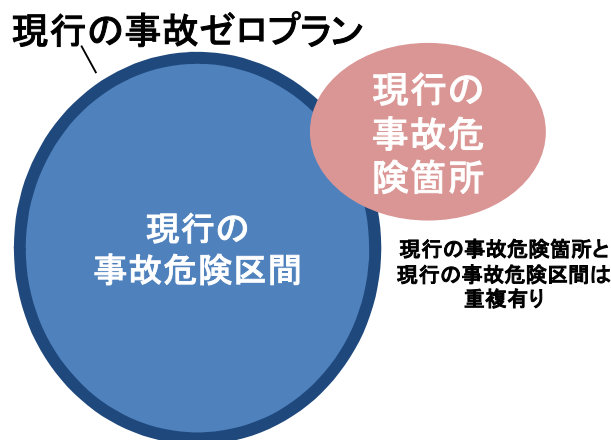 現行の事故ゼロプラン
現行の
事故危
険箇所
現行の
事故危険区間
現行の事故危険箇所と
現行の事故危険区間は
重複有り